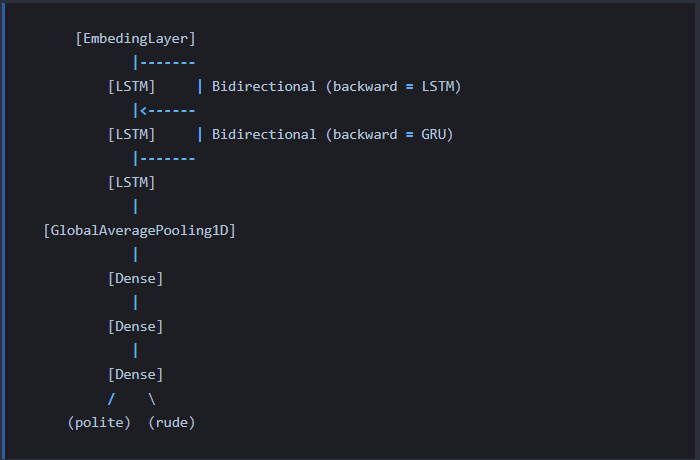 [EmbedingLayer]
|-------
[LSTM]     | Bidirectional (backward = LSTM)
|<------
[LSTM]     | Bidirectional (backward = GRU)
|-------
[LSTM]
|
[GlobalAveragePooling1D]
|
[Dense]
|
[Dense]
|
[Dense]
/    \
(polite)  (rude)